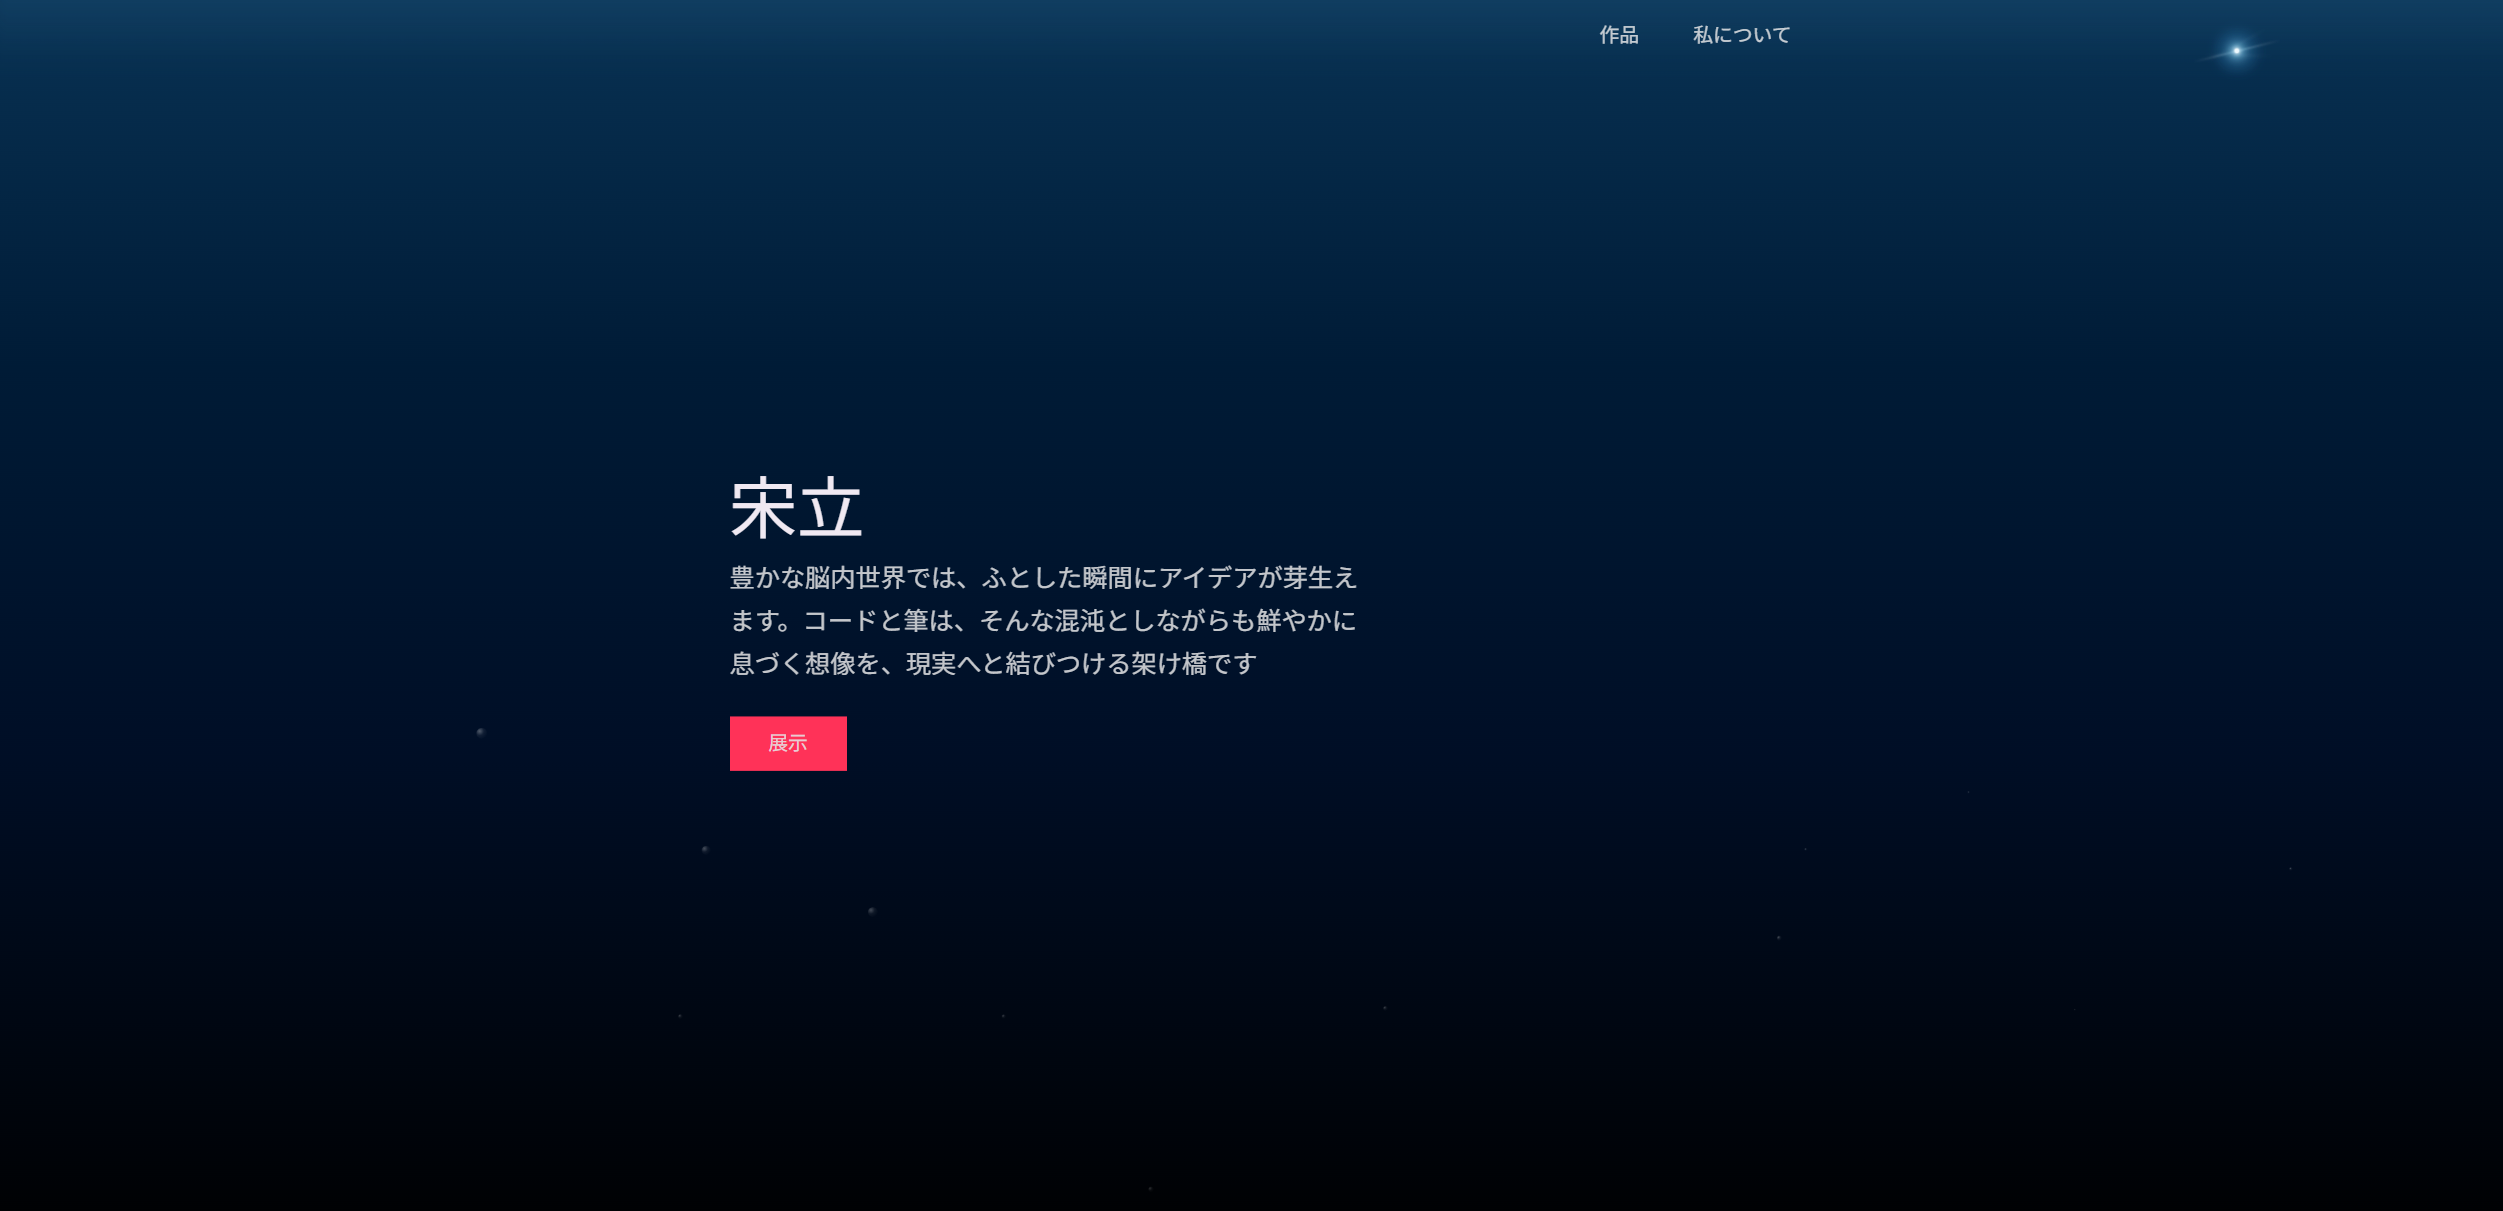 作品
私について
宋立
豊かな脳内世界では、ふとした瞬間にアイデアが芽生え
ます。コードと筆は、そんな混沌としながらも鮮やかに
息づく想像を、現実へと結びつける架け橋です
展示